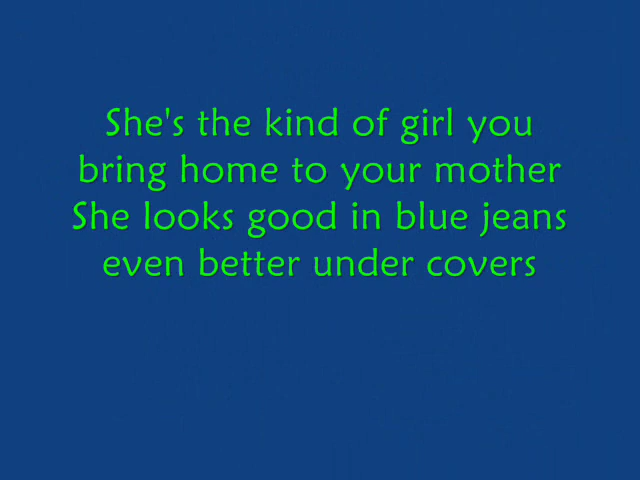 She's the kind of girl you
bring home to your mother
She looks good in blue jeans
even better under covers